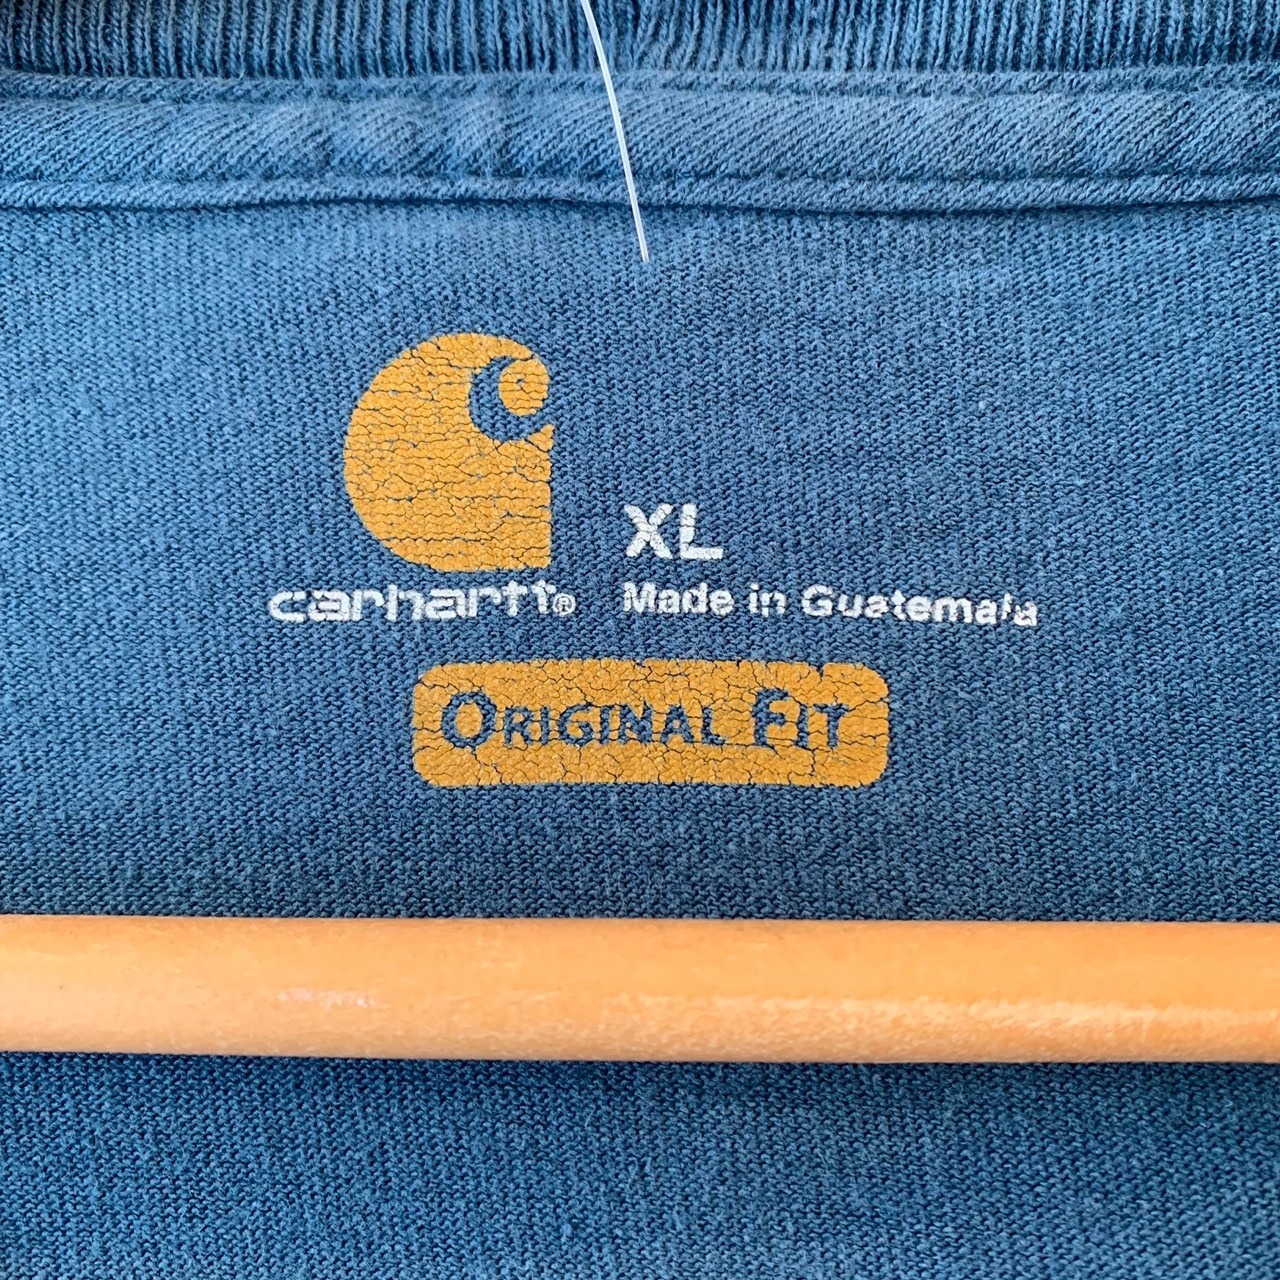 XL
carhartt®
Made in Guatemala
ORIGINAL FIT